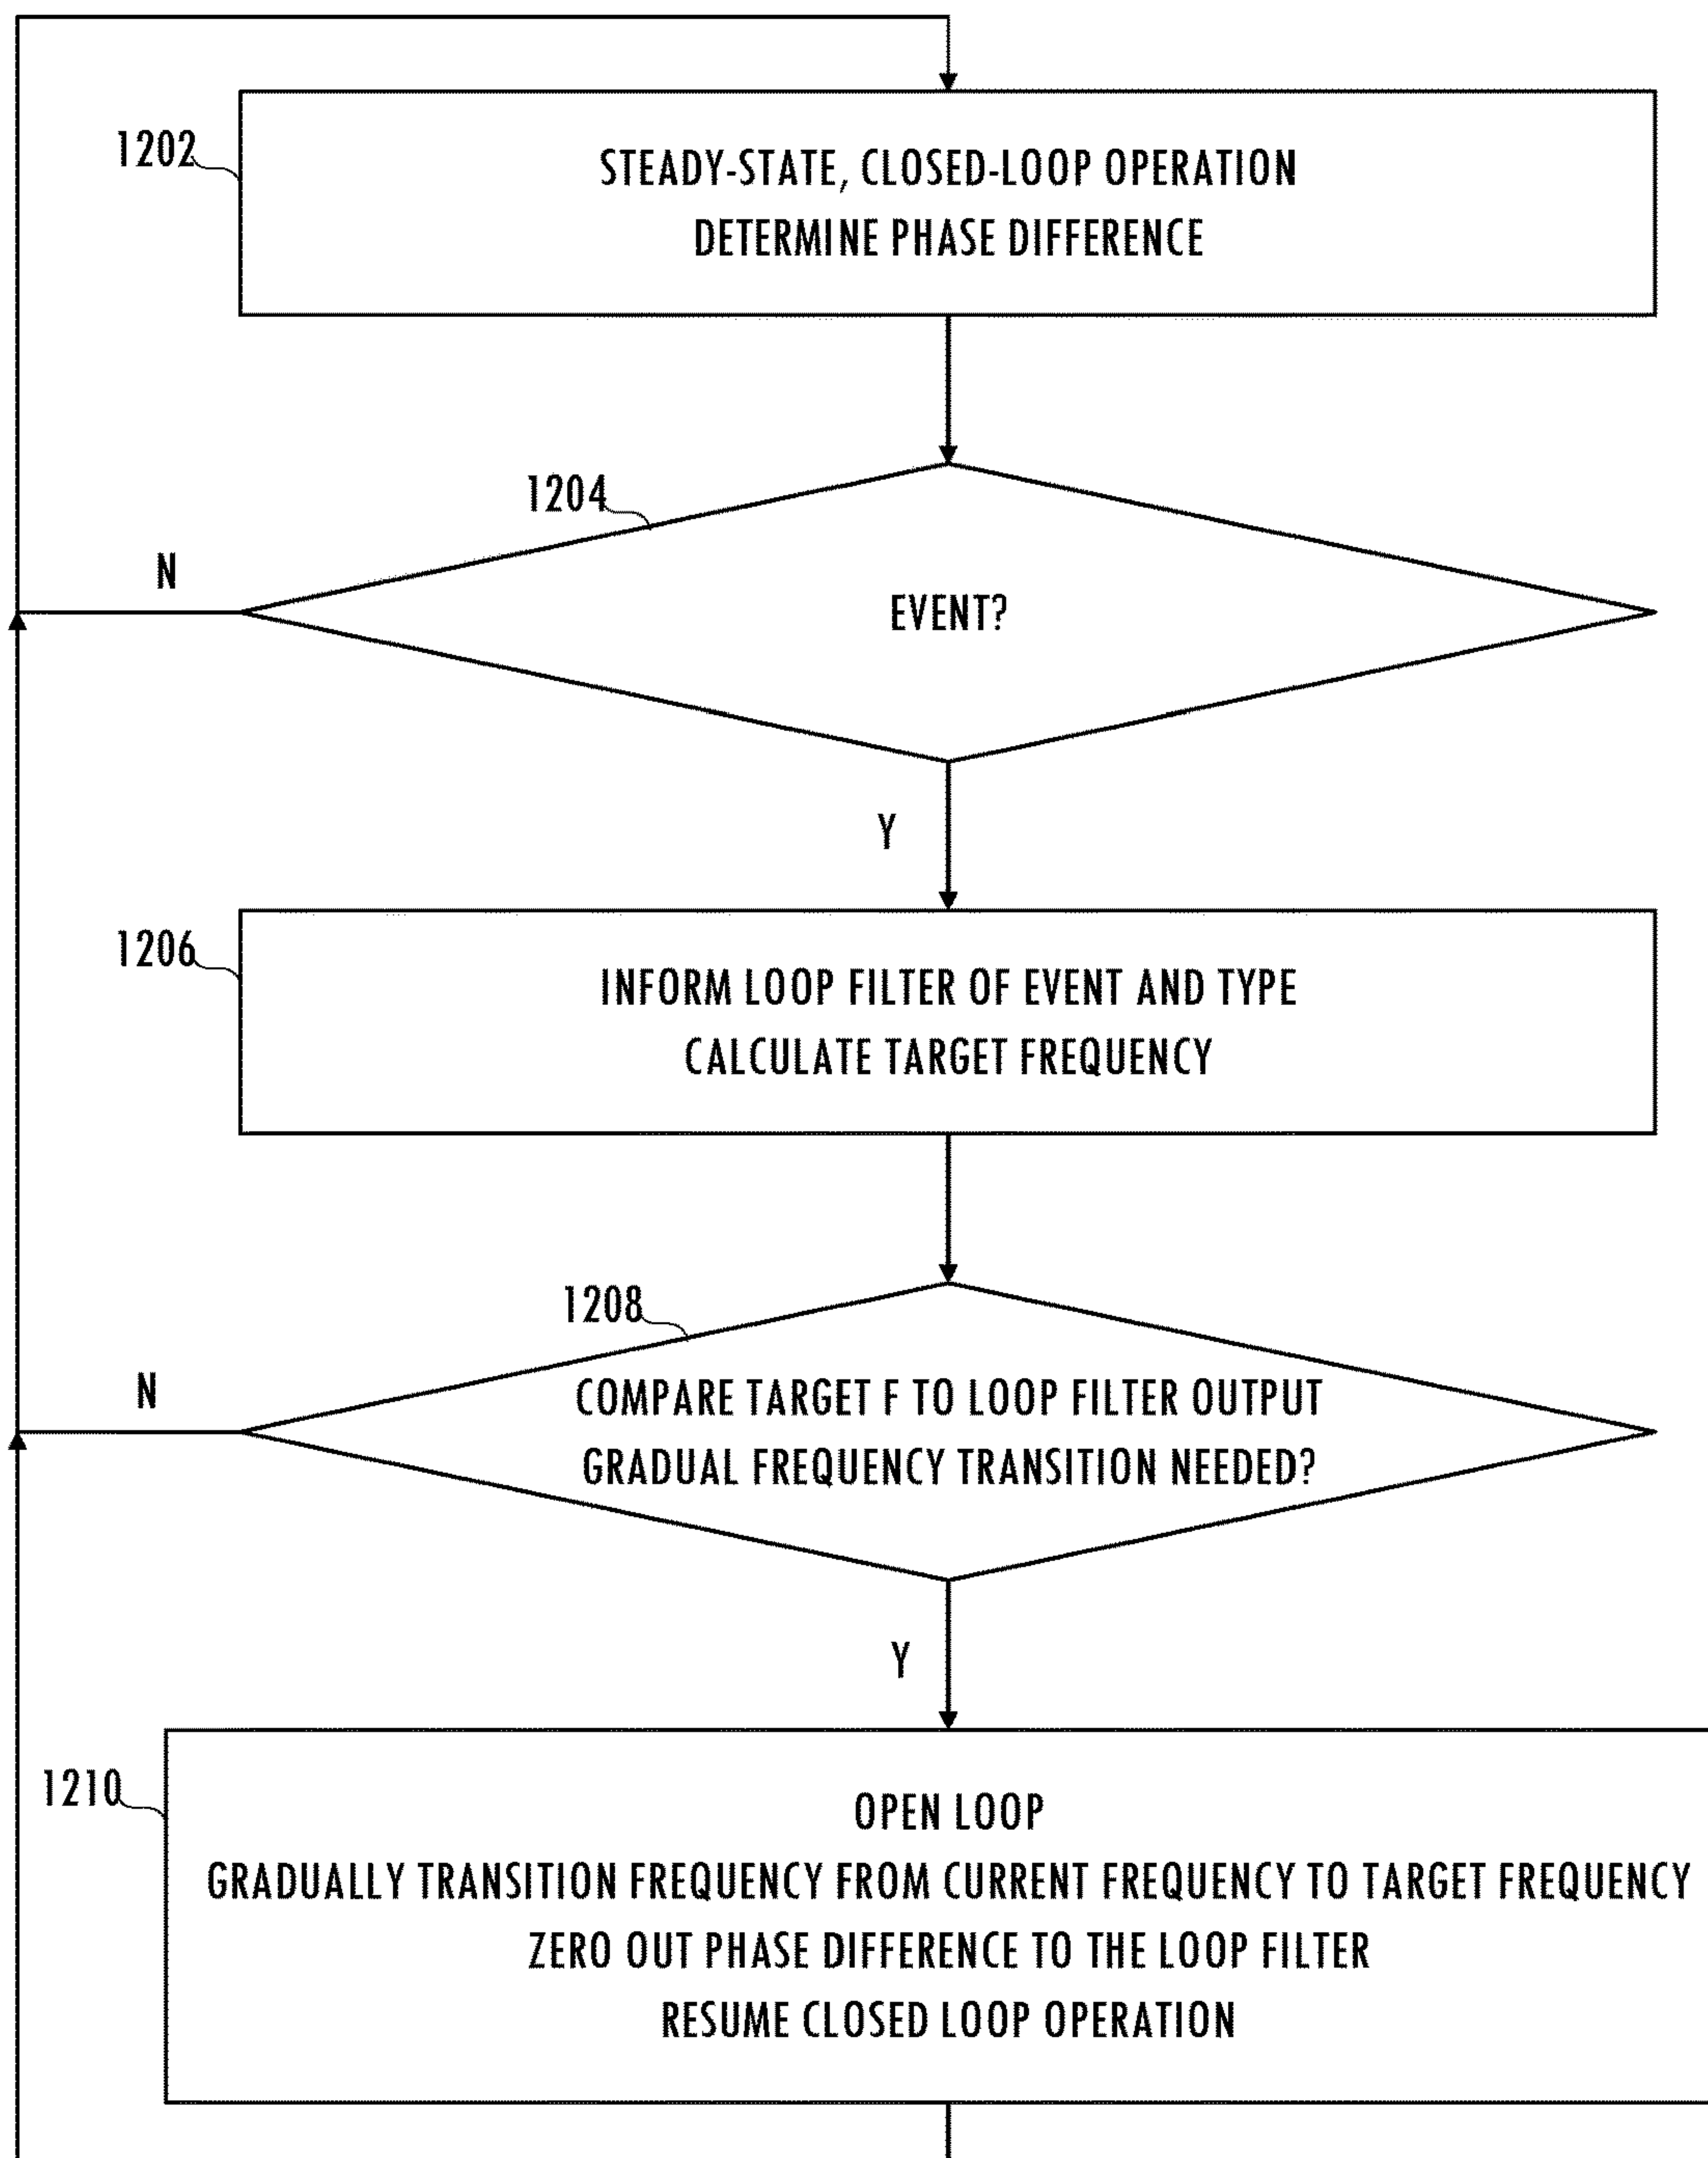 1202
STEADY-STATE, CLOSED-LOOP OPERATION
DETERMINE PHASE DIFFERENCE
1204
N
EVENT?
Y
1206
INFORM LOOP FILTER OF EVENT AND TYPE
CALCULATE TARGET FREQUENCY
1208
N
COMPARE TARGET F TO LOOP FILTER OUTPUT
GRADUAL FREQUENCY TRANSITION NEEDED?
Y
1210
OPEN LOOP
GRADUALLY TRANSITION FREQUENCY FROM CURRENT FREQUENCY TO TARGET FREQUENCY
ZERO OUT PHASE DIFFERENCE TO THE LOOP FILTER
RESUME CLOSED LOOP OPERATION